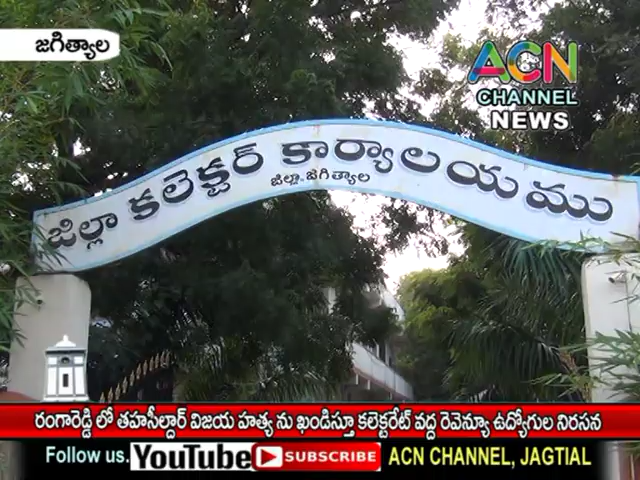 జగిత్యాల
ACN
CHANNEL
NEWS
జిల్లా కలెక్టర్ కార్యాలయము
జిల్లా. జగిత్యాల
రంగారెడ్డి లో తహసీల్దార్ విజయ హత్య ను ఖండిస్తూ కలెక్టరేట్ వద్ద రెవెన్యూ ఉద్యోగుల నిరసన
Follow us. YouTube SUBSCRIBE ACN CHANNEL, JAGTIAL